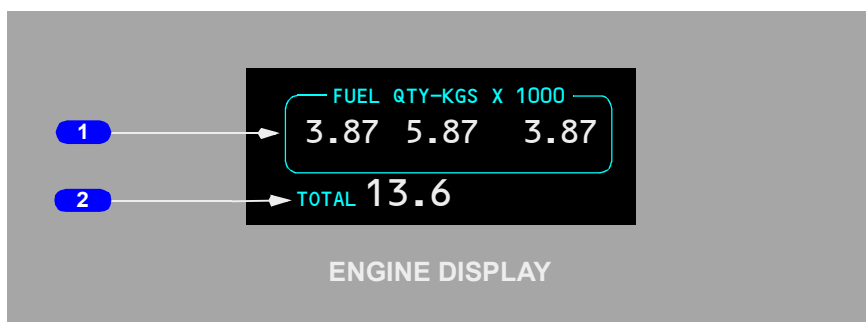 FUEL QTY-KGS X 1000
1 3.87 5.87 3.87
2 TOTAL 13.6
ENGINE DISPLAY